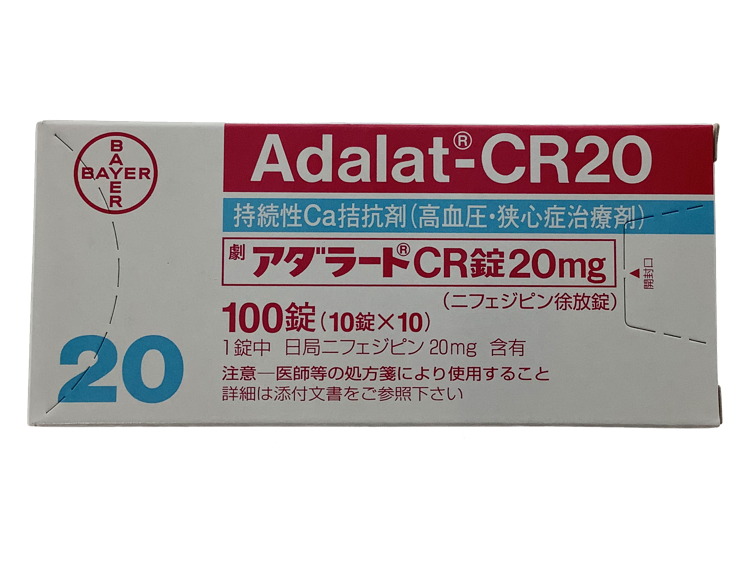 BAYER
BAYER
Adalat®-CR20
持続性Ca拮抗剤(高血圧・狭心症治療剤)
劇 アダラート®CR錠20mg
(ニフェジピン徐放錠)
100錠(10錠×10)
1錠中 日局ニフェジピン20mg 含有
注意―医師等の処方箋により使用すること
詳細は添付文書をご参照下さい
20
◀開封口